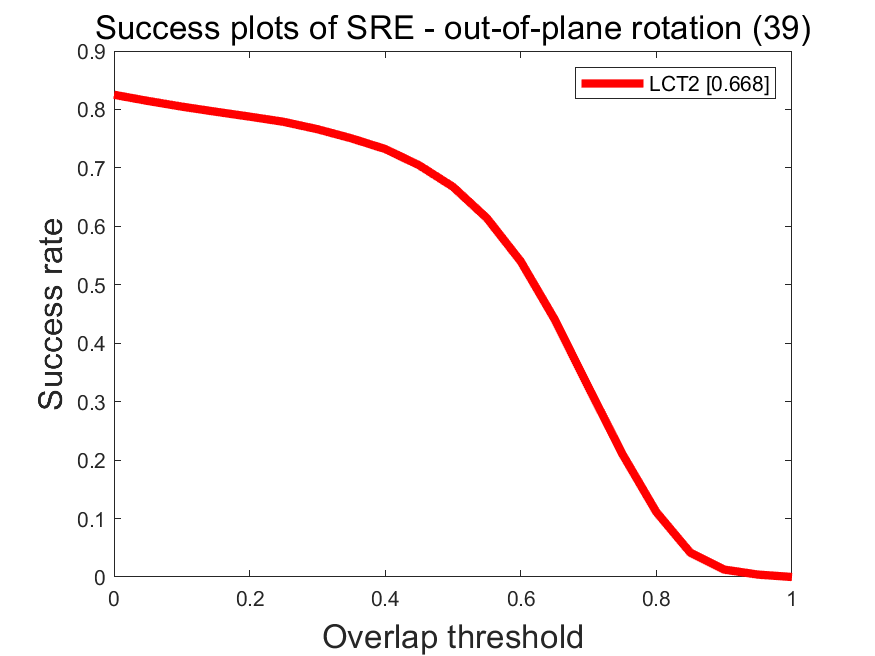 Success plots of SRE - out-of-plane rotation (39)
LCT2 [0.668]
Success rate
0.9
0.8
0.7
0.6
0.5
0.4
0.3
0.2
0.1
0
0 0.2 0.4 0.6 0.8 1
Overlap threshold